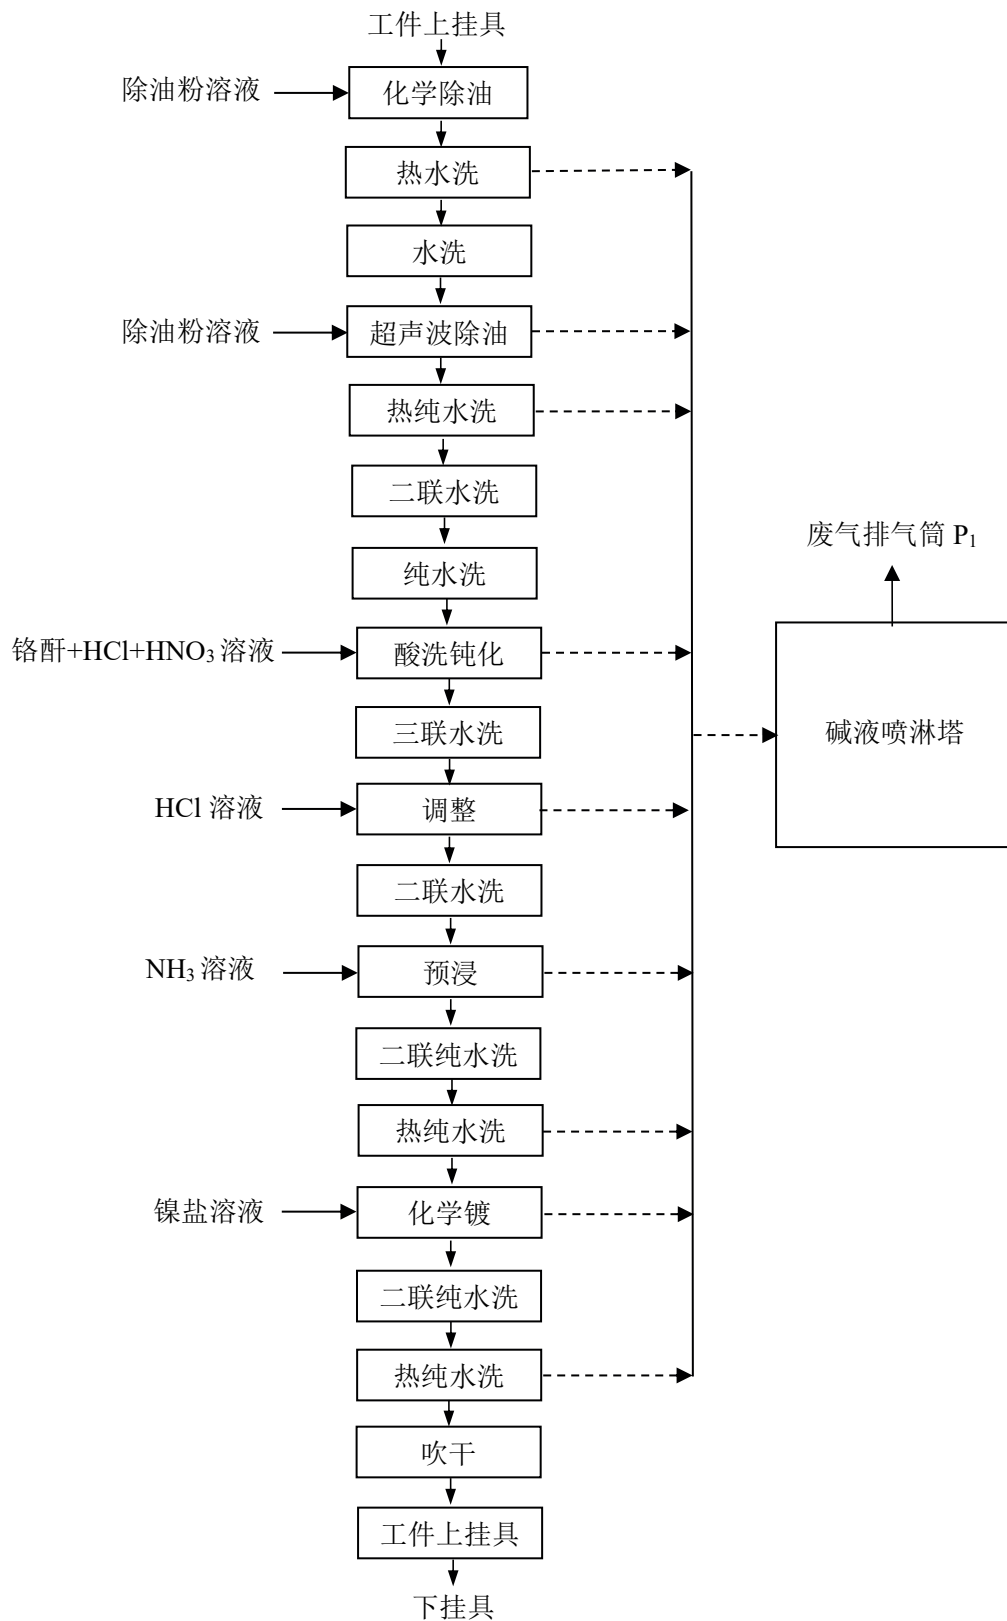 工件上挂具
除油粉溶液
化学除油
热水洗
水洗
除油粉溶液
超声波除油
热纯水洗
二联水洗
废气排气筒 P₁
纯水洗
铬酐+HCl+HNO₃ 溶液
酸洗钝化
三联水洗
碱液喷淋塔
HCl 溶液
调整
二联水洗
NH₃ 溶液
预浸
二联纯水洗
热纯水洗
镍盐溶液
化学镀
二联纯水洗
热纯水洗
吹干
工件上挂具
下挂具